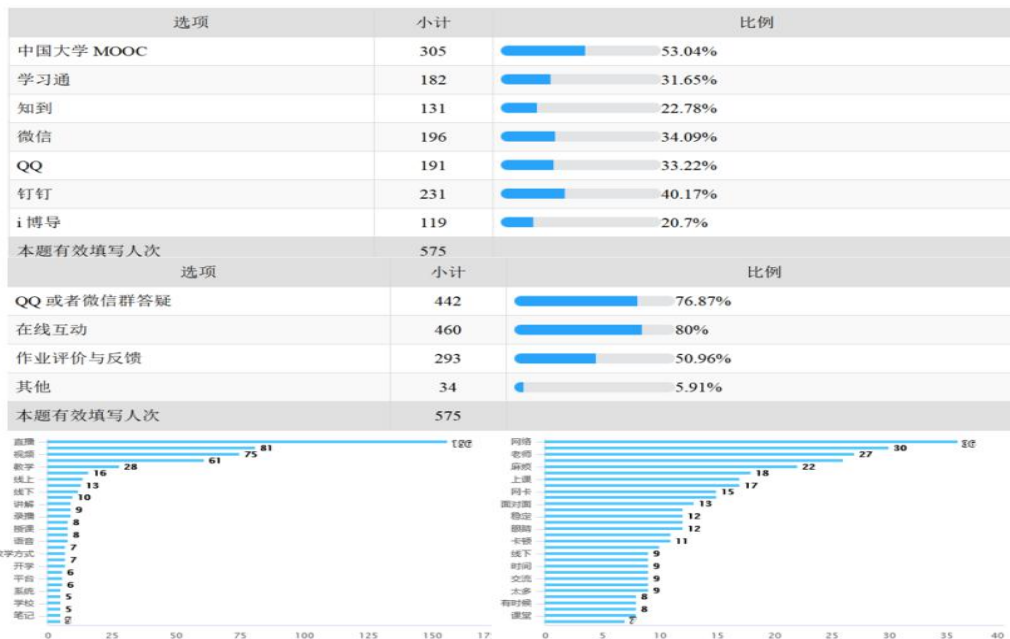 选项 小计 比例
中国大学 MOOC 305 53.04%
学习通 182 31.65%
知到 131 22.78%
微信 196 34.09%
QQ 191 33.22%
钉钉 231 40.17%
i 博导 119 20.7%
本题有效填写人次 575
选项 小计 比例
QQ 或者微信群答疑 442 76.87%
在线互动 460 80%
作业评价与反馈 293 50.96%
其他 34 5.91%
本题有效填写人次 575
直播
81
视频 75
61
教学 28
16
线上
13
线下
10
讲解
9
录播
8
授课
8
语音
7
学方式
7
开学
6
平台
6
系统
5
学校
5
笔记
0 25 50 75 100 125 150 17
网络
30
老师 27
麻烦 22
18
上课
17
网卡 15
面对面 13
稳定 12
眼睛 12
卡顿 11
线下 9
时间 9
交流 9
太多 9
8
有时候
8
课堂
0 5 10 15 20 25 30 35 40